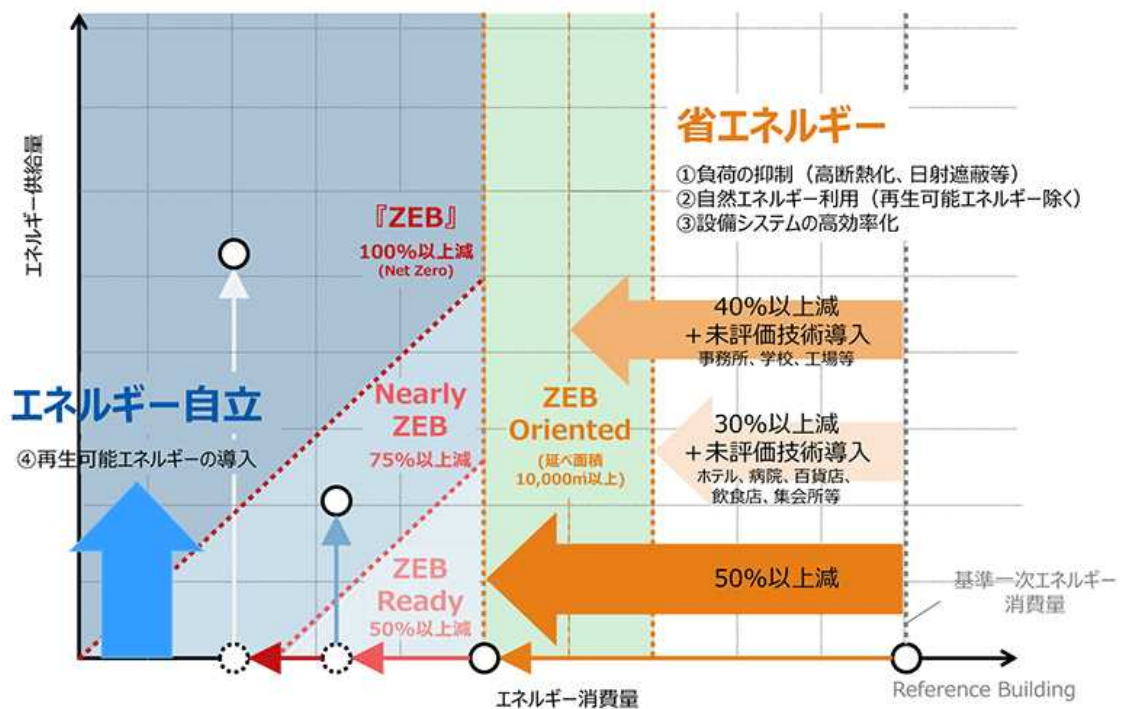 エネルギー供給量
省エネルギー
①負荷の抑制（高断熱化、日射遮蔽等）
②自然エネルギー利用（再生可能エネルギー除く）
③設備システムの高効率化
『ZEB』
100%以上減
(Net Zero)
40%以上減
＋未評価技術導入
事務所、学校、工場等
エネルギー自立
④再生可能エネルギーの導入
Nearly
ZEB
75%以上減
ZEB
Oriented
(延べ面積
10,000㎡以上)
30%以上減
＋未評価技術導入
ホテル、病院、百貨店、
飲食店、集会所等
ZEB
Ready
50%以上減
50%以上減
基準一次エネルギー
消費量
エネルギー消費量
Reference Building